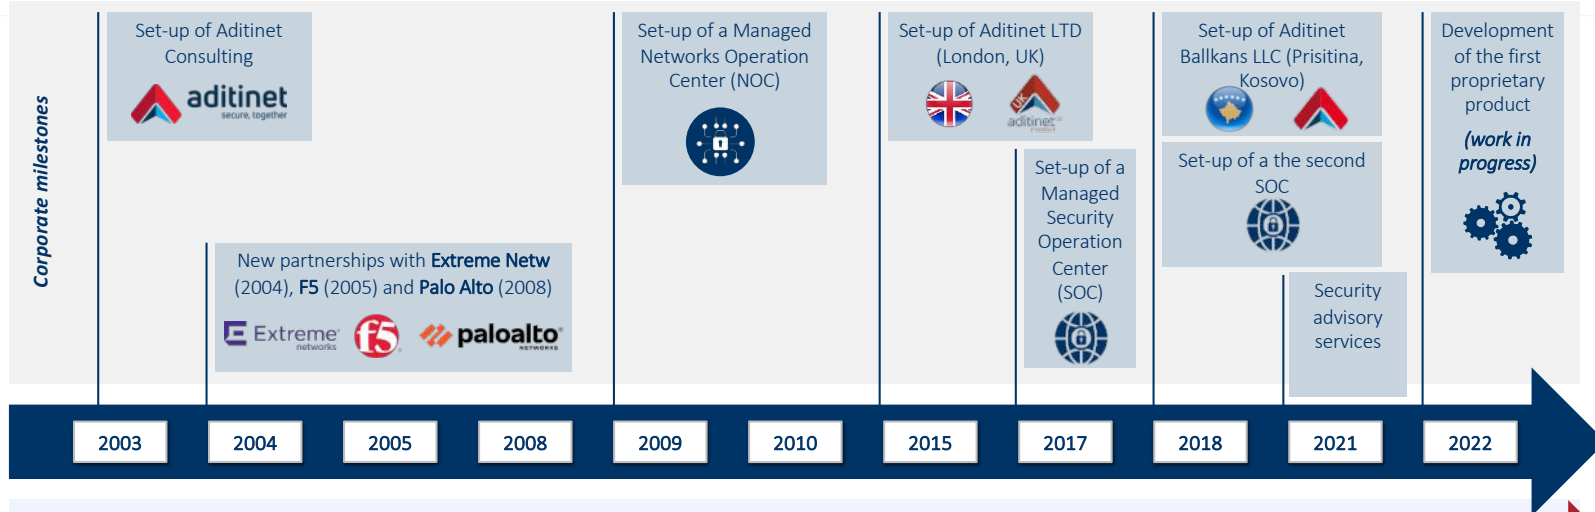 Corporate milestones
Set-up of Aditinet
Consulting
aditinet
secure, together
New partnerships with Extreme Netw
(2004), F5 (2005) and Palo Alto (2008)
Extreme
networks
f5
paloalto
NETWORKS
Set-up of a Managed
Networks Operation
Center (NOC)
Set-up of Aditinet LTD
(London, UK)
UK
aditinet
Set-up of a
Managed
Security
Operation
Center
(SOC)
Set-up of Aditinet
Ballkans LLC (Prisitina,
Kosovo)
Set-up of a the second
SOC
Security
advisory
services
Development
of the first
proprietary
product
(work in
progress)
2003
2004
2005
2008
2009
2010
2015
2017
2018
2021
2022